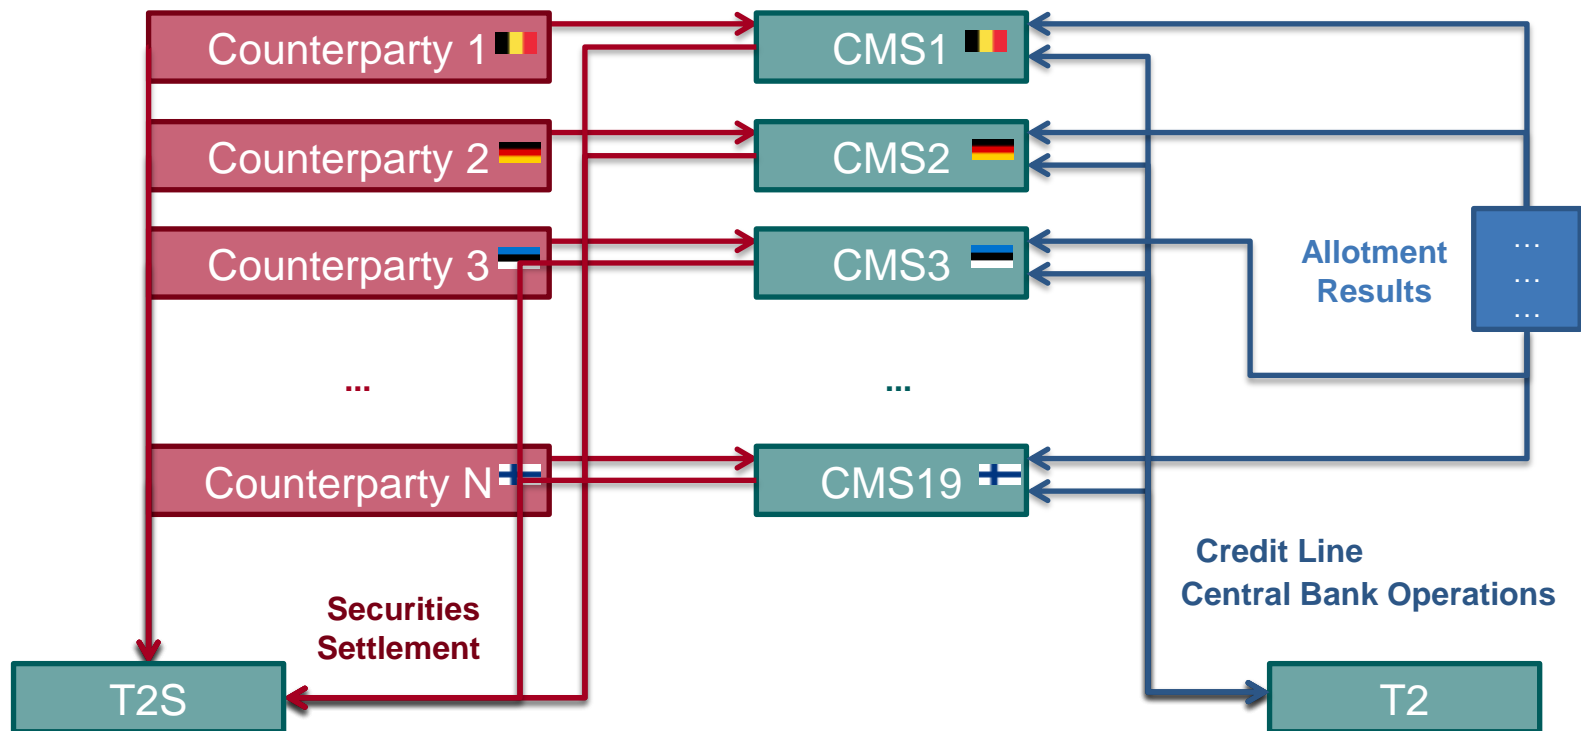 Counterparty 1
CMS1
Counterparty 2
CMS2
Counterparty 3
CMS3
Allotment
Results
...
...
...
...
...
Counterparty N
CMS19
Credit Line
Central Bank Operations
Securities
Settlement
T2S
T2